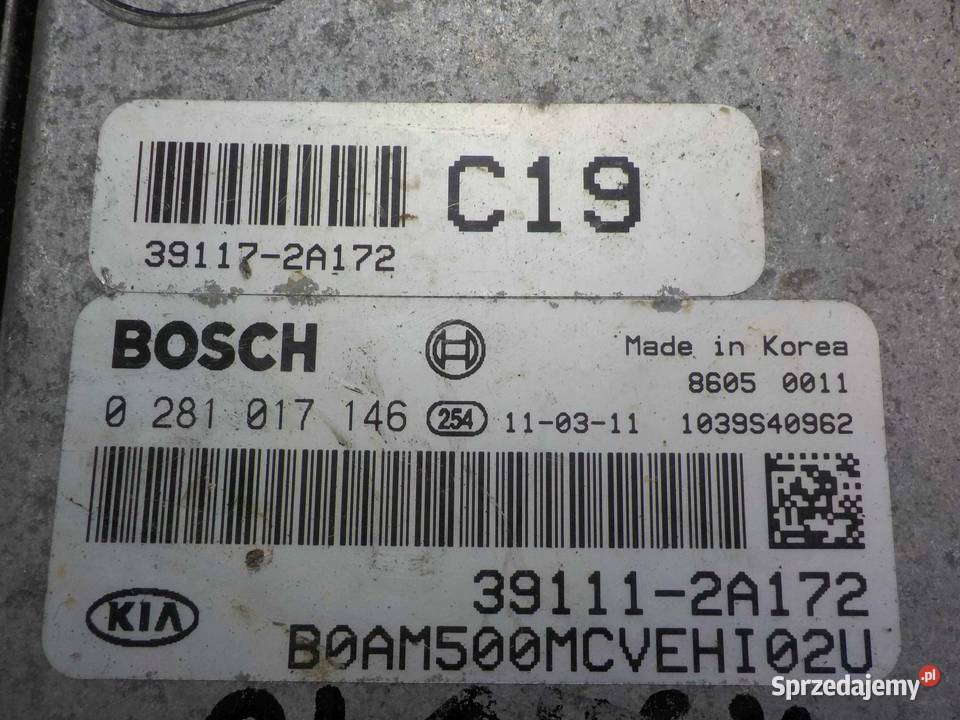 C19
39117-2A172
BOSCH
Made in Korea
8605 0011
0 281 017 146 254 11-03-11 1039S40962
39111-2A172
KIA
B0AM500MCVEHI02U
Sprzedajemy.pl